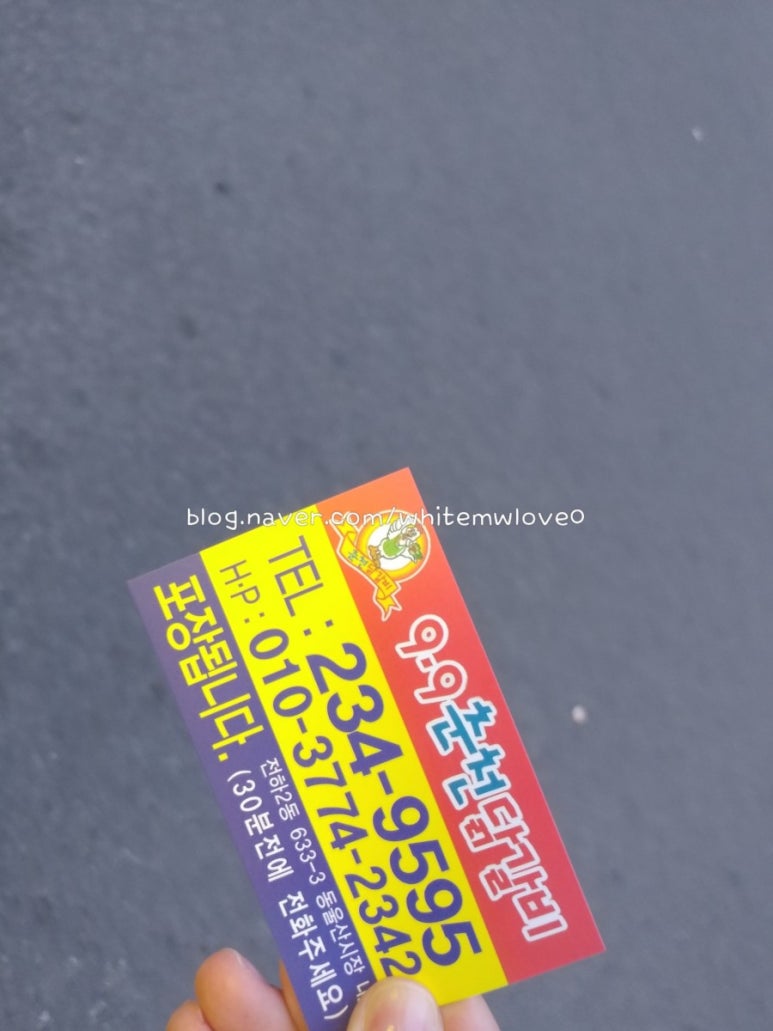 blog.naver.com/whitemwlove0
9.9춘천닭갈비
TEL : 234-9595
H·P : 010-3774-2342
전하2동 633-3 동울산시장
포장됩니다. (30분전에 전화주세요)